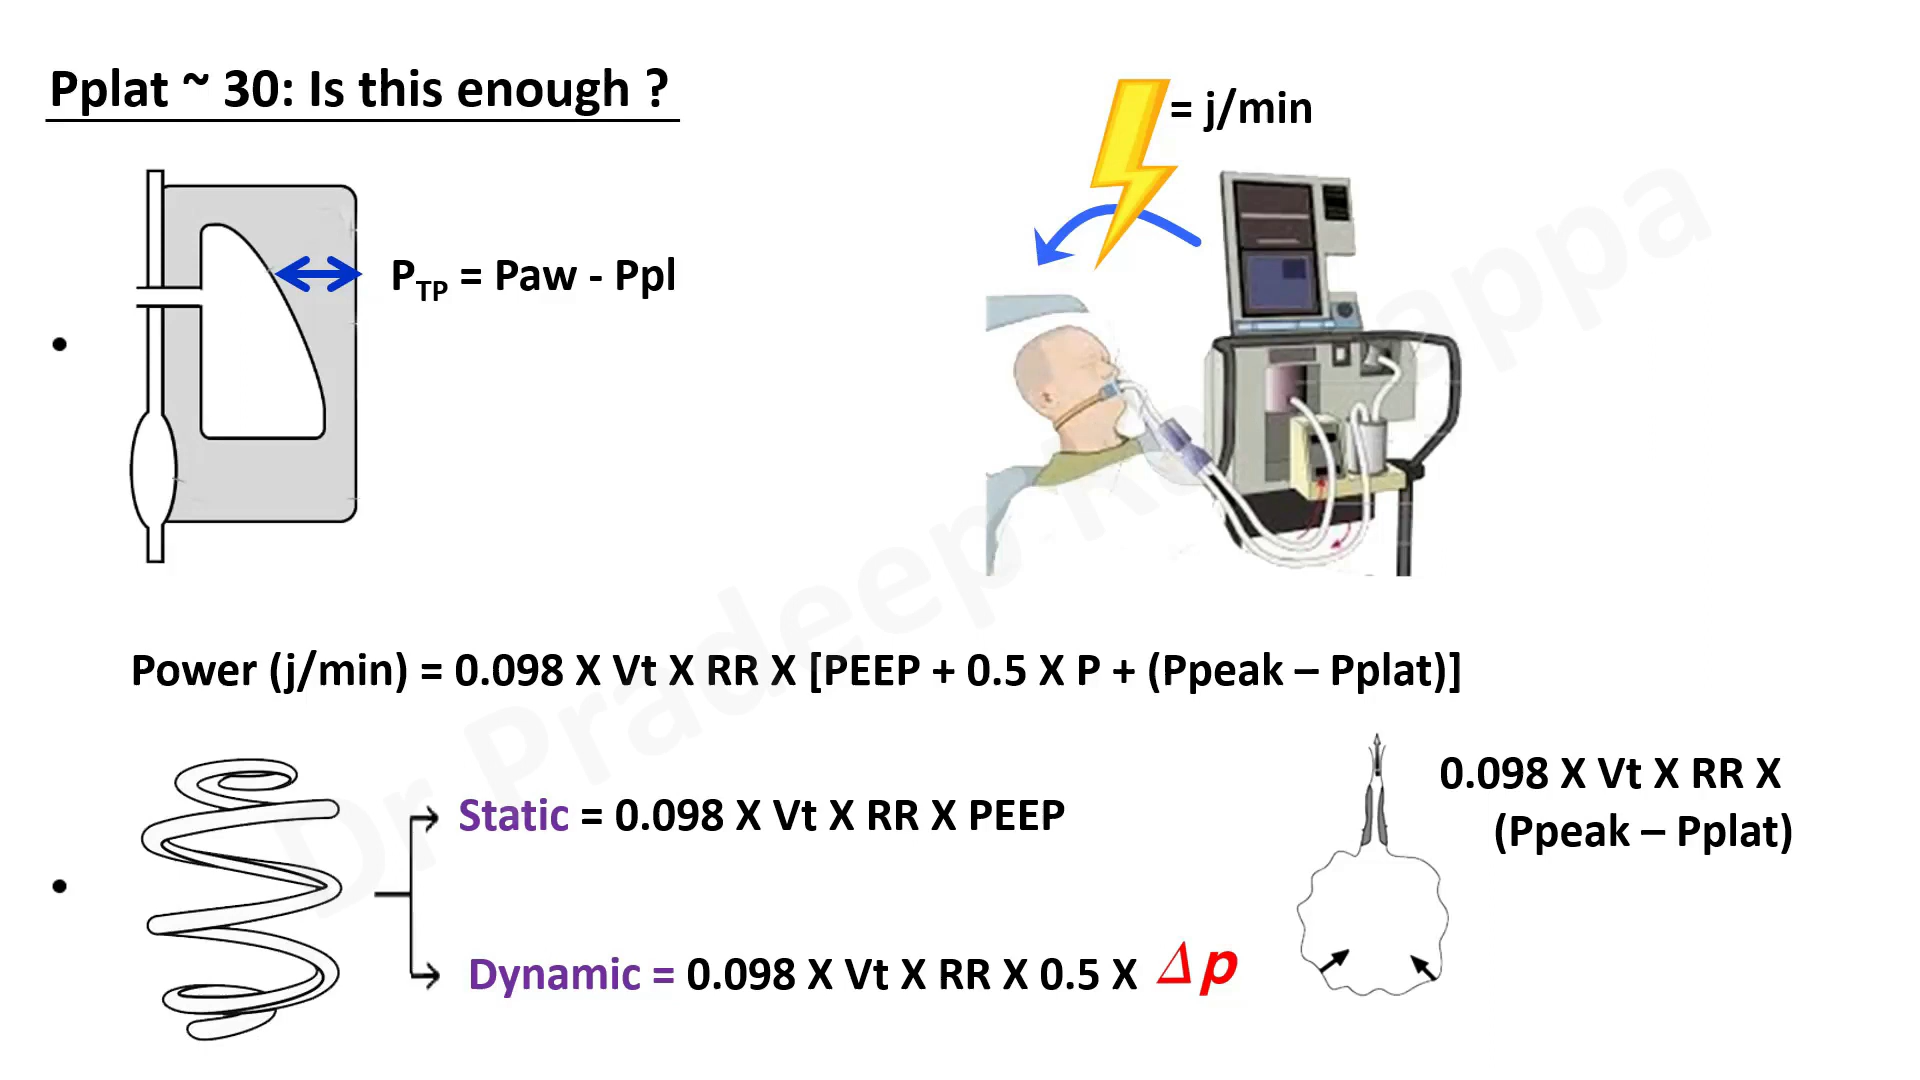 Pplat ~ 30: Is this enough ?
= j/min
PTP = Paw - Ppl
Power (j/min) = 0.098 X Vt X RR X [PEEP + 0.5 X P + (Ppeak – Pplat)]
0.098 X Vt X RR X
(Ppeak – Pplat)
Static = 0.098 X Vt X RR X PEEP
Dynamic = 0.098 X Vt X RR X 0.5 X Δp